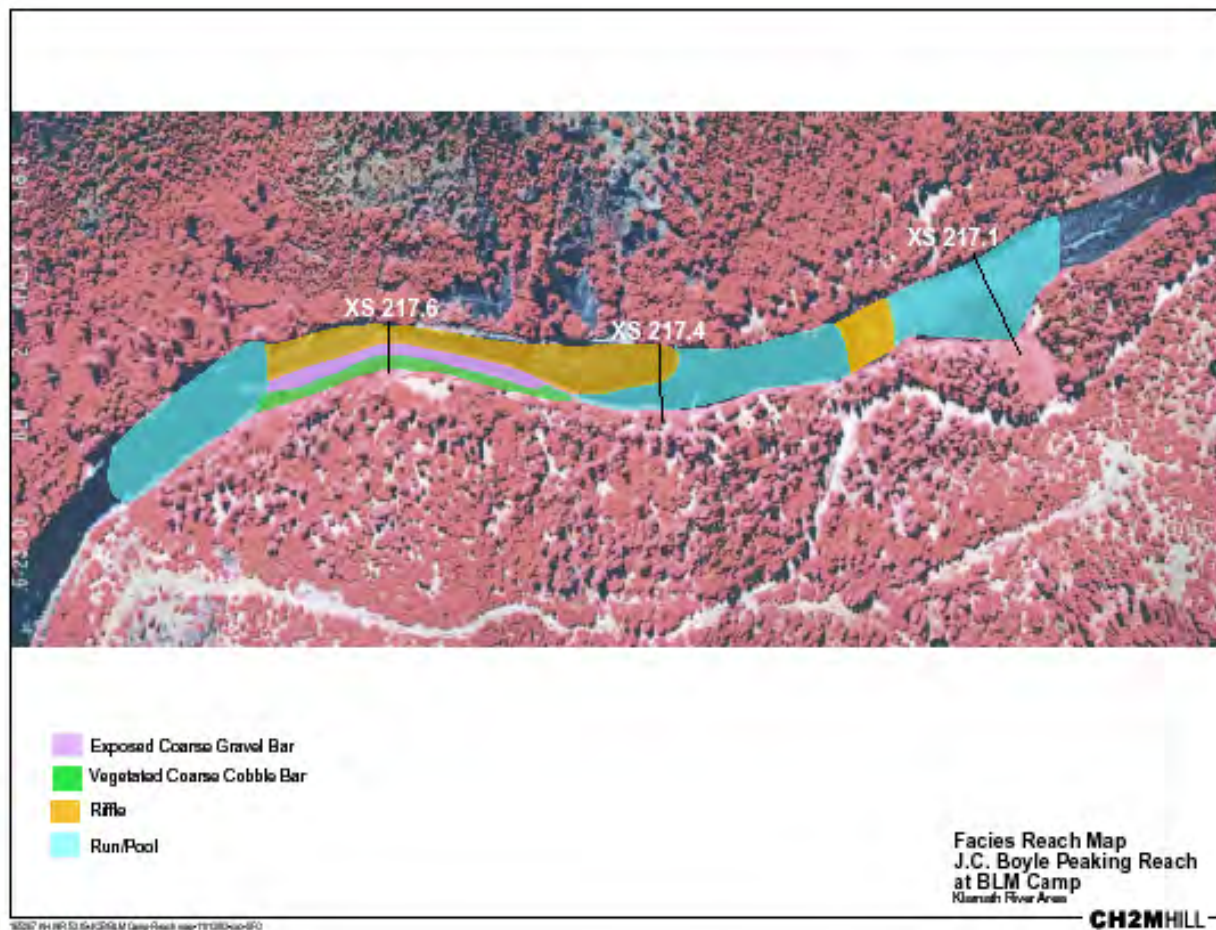 XS 217.1
XS 217.6
XS 217.4
Exposed Coarse Gravel Bar
Vegetated Coarse Cobble Bar
Riffle
Run/Pool
Facies Reach Map
J.C. Boyle Peaking Reach
at BLM Camp
Klamath River Area
CH2MHILL